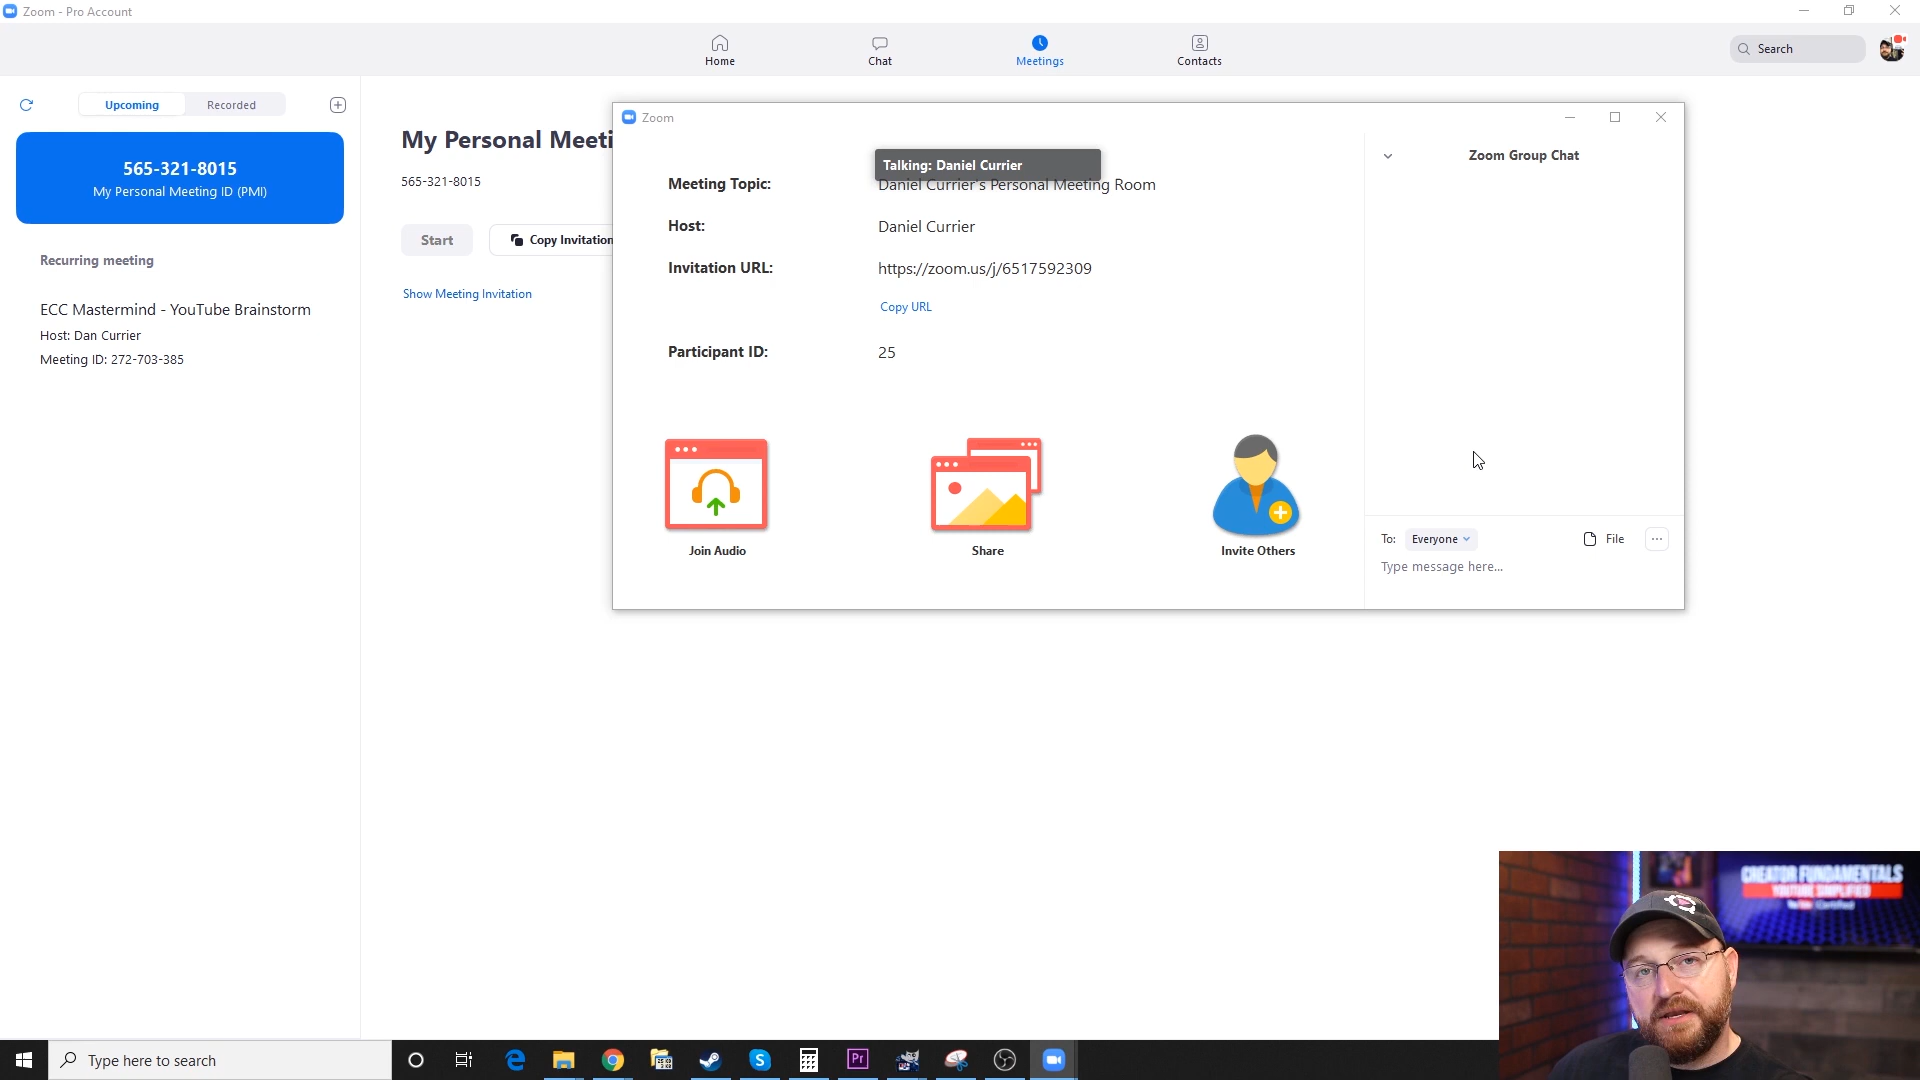 Zoom - Pro Account
Home
Chat
Meetings
Contacts
Search
Upcoming
Recorded
565-321-8015
My Personal Meeting ID (PMI)
Recurring meeting
ECC Mastermind - YouTube Brainstorm
Host: Dan Currier
Meeting ID: 272-703-385
My Personal Meeti
565-321-8015
Start
Copy Invitation
Show Meeting Invitation
Zoom
Talking: Daniel Currier
Meeting Topic:
Daniel Currier's Personal Meeting Room
Host:
Daniel Currier
Invitation URL:
https://zoom.us/j/6517592309
Copy URL
Participant ID:
25
Join Audio
Share
Invite Others
Zoom Group Chat
To:
Everyone
File
Type message here...
CREATOR FUNDAMENTALS
YOUTUBE SIMPLIFIED
Certified
Type here to search
Pr